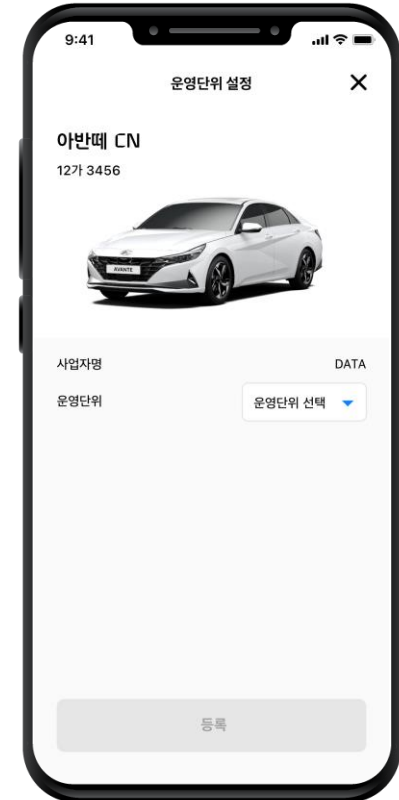 9:41
운영단위 설정
아반떼 CN
12가 3456
AVANTE
사업자명 DATA
운영단위 운영단위 선택
등록